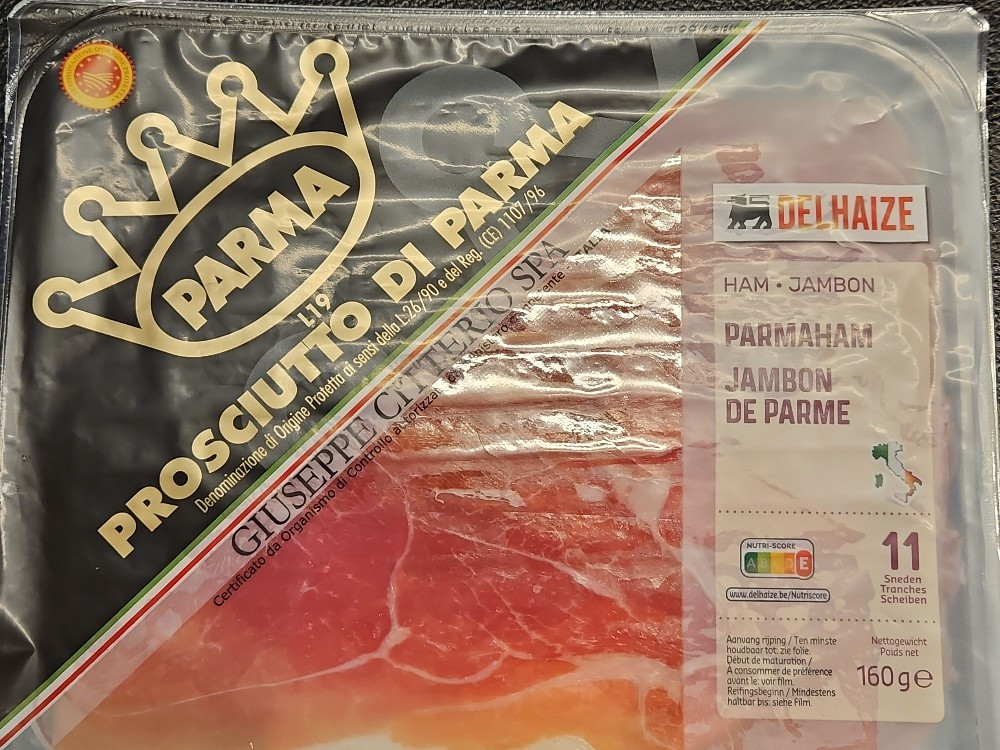 PARMA
L19
PROSCIUTTO DI PARMA
Denominazione di Origine Protetta ai sensi della L.26/90 e del Reg. (CE) 1107/96
GIUSEPPE CITTERIO SPA
Certificato da Organismo di Controllo autorizzato
DELHAIZE
HAM • JAMBON
PARMAHAM
JAMBON
DE PARME
NUTRI-SCORE
A B C D E
www.delhaize.be/Nutriscore
11
Sneden
Tranches
Scheiben
Aanvang rijping / Ten minste
houdbaar tot: zie folie.
Début de maturation /
À consommer de préférence
avant le: voir film.
Reifingsbeginn / Mindestens
haltbar bis: siehe Film.
Nettogewicht
Poids net
160 g e